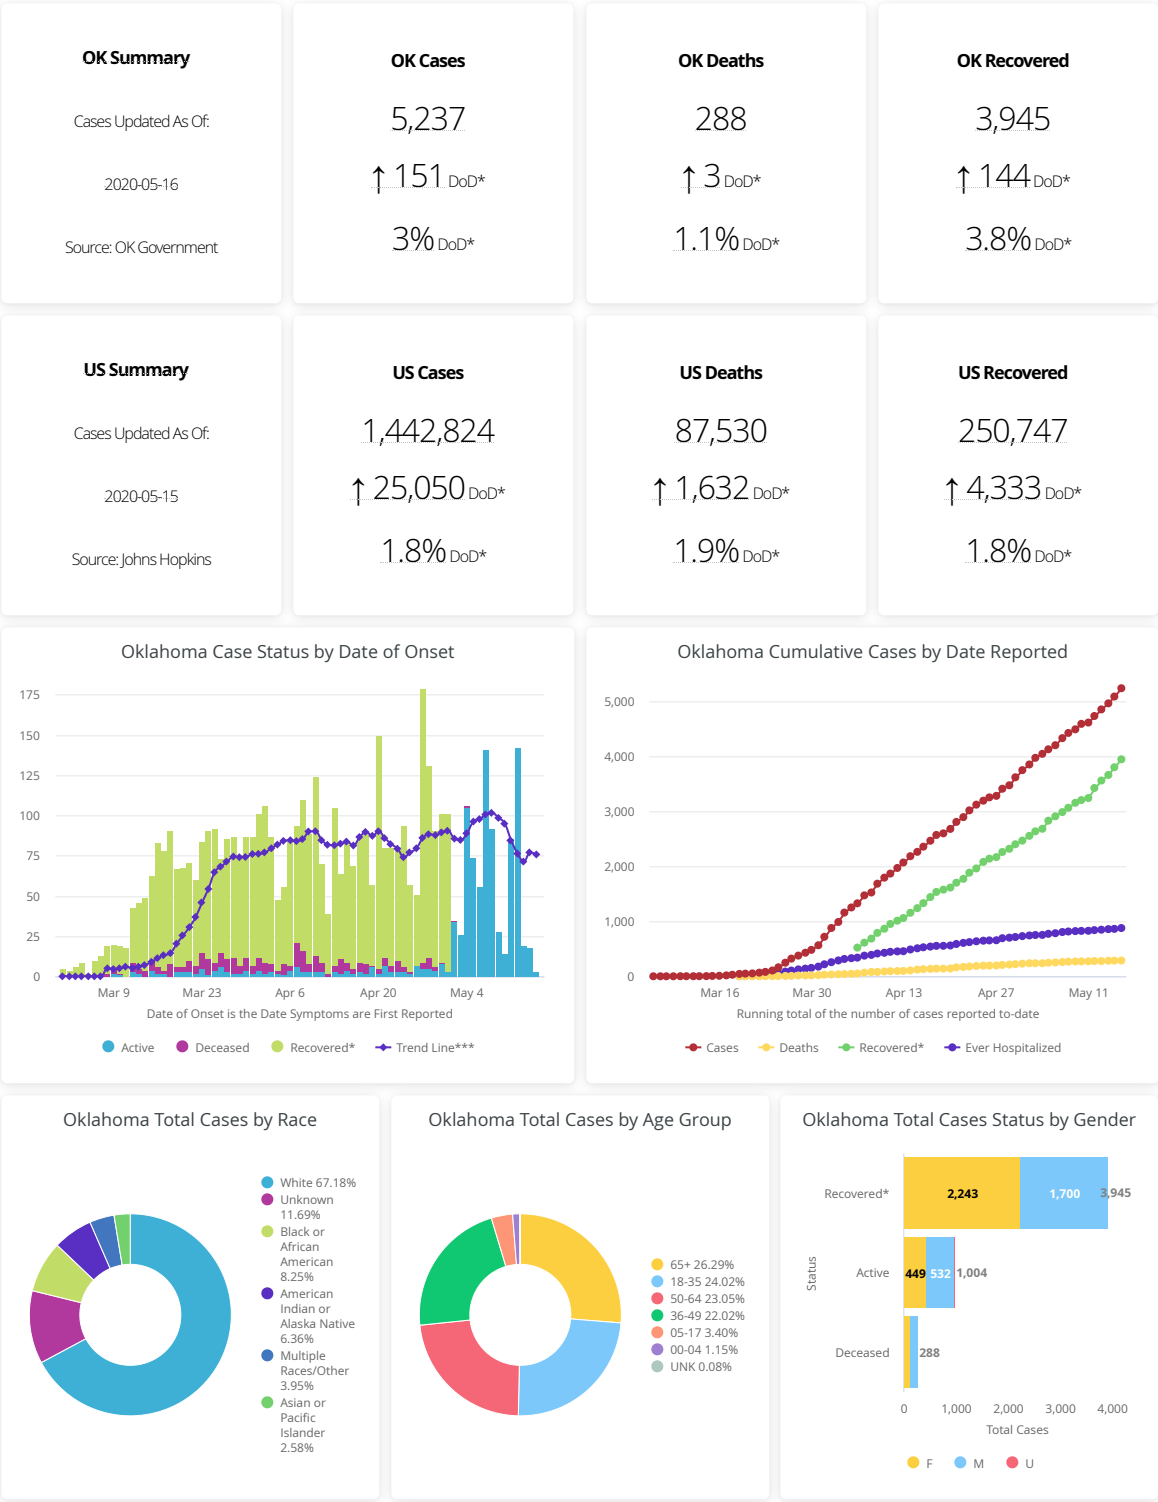 OK Summary
Cases Updated As Of:
2020-05-16
Source: OK Government
OK Cases
5,237
↑ 151 DoD*
3% DoD*
OK Deaths
288
↑ 3 DoD*
1.1% DoD*
OK Recovered
3,945
↑ 144 DoD*
3.8% DoD*
US Summary
Cases Updated As Of:
2020-05-15
Source: Johns Hopkins
US Cases
1,442,824
↑ 25,050 DoD*
1.8% DoD*
US Deaths
87,530
↑ 1,632 DoD*
1.9% DoD*
US Recovered
250,747
↑ 4,333 DoD*
1.8% DoD*
Oklahoma Case Status by Date of Onset
175
150
125
100
75
50
25
0
Mar 9 Mar 23 Apr 6 Apr 20 May 4
Date of Onset is the Date Symptoms are First Reported
Active Deceased Recovered* Trend Line***
Oklahoma Cumulative Cases by Date Reported
5,000
4,000
3,000
2,000
1,000
0
Mar 16 Mar 30 Apr 13 Apr 27 May 11
Running total of the number of cases reported to-date
Cases Deaths Recovered* Ever Hospitalized
Oklahoma Total Cases by Race
White 67.18%
Unknown
11.69%
Black or
African
American
8.25%
American
Indian or
Alaska Native
6.36%
Multiple
Races/Other
3.95%
Asian or
Pacific
Islander
2.58%
Oklahoma Total Cases by Age Group
65+ 26.29%
18-35 24.02%
50-64 23.05%
36-49 22.02%
05-17 3.40%
00-04 1.15%
UNK 0.08%
Oklahoma Total Cases Status by Gender
Status
Recovered* 2,243 1,700 3,945
Active 449 532 1,004
Deceased 288
0 1,000 2,000 3,000 4,000
Total Cases
F M U